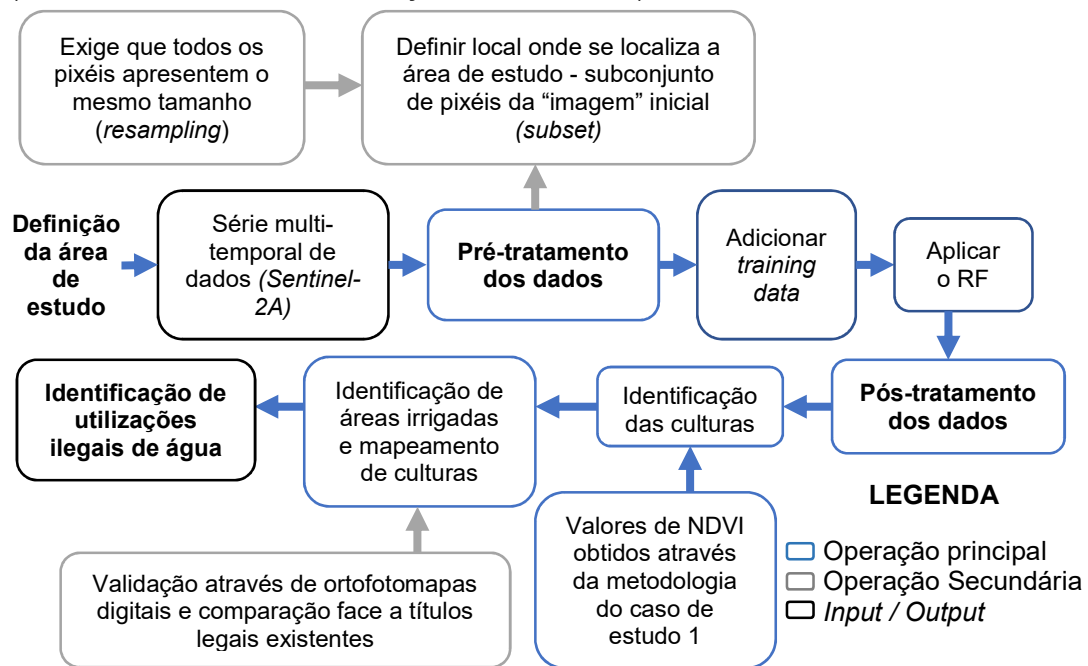 Exige que todos os
pixéis apresentem o
mesmo tamanho
(resampling)
Definir local onde se localiza a
área de estudo - subconjunto
de pixéis da “imagem” inicial
(subset)
Definição
da área
de
estudo
Série multi-
temporal de
dados (Sentinel-
2A)
Pré-tratamento
dos dados
Adicionar
training
data
Aplicar
o RF
Identificação de
utilizações
ilegais de água
Identificação de
áreas irrigadas
e mapeamento
de culturas
Identificação
das culturas
Pós-tratamento
dos dados
Validação através de ortofotomapas
digitais e comparação face a títulos
legais existentes
Valores de NDVI
obtidos através
da metodologia
do caso de
estudo 1
LEGENDA
Operação principal
Operação Secundária
Input / Output